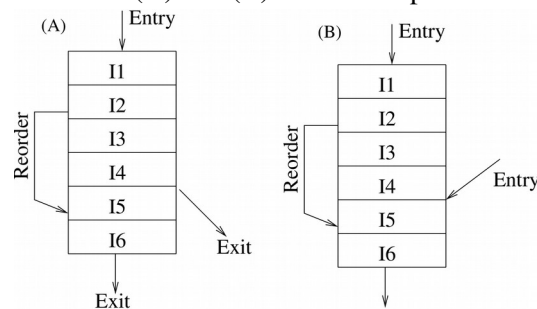 (A)
Entry
I1
I2
I3
I4
I5
I6
Reorder
Exit
Exit
(B)
Entry
I1
I2
I3
I4
I5
I6
Reorder
Entry